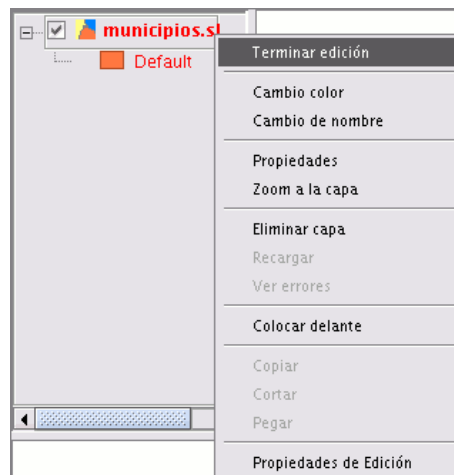 municipios.s
Default
Terminar edición
Cambio color
Cambio de nombre
Propiedades
Zoom a la capa
Eliminar capa
Recargar
Ver errores
Colocar delante
Copiar
Cortar
Pegar
Propiedades de Edición